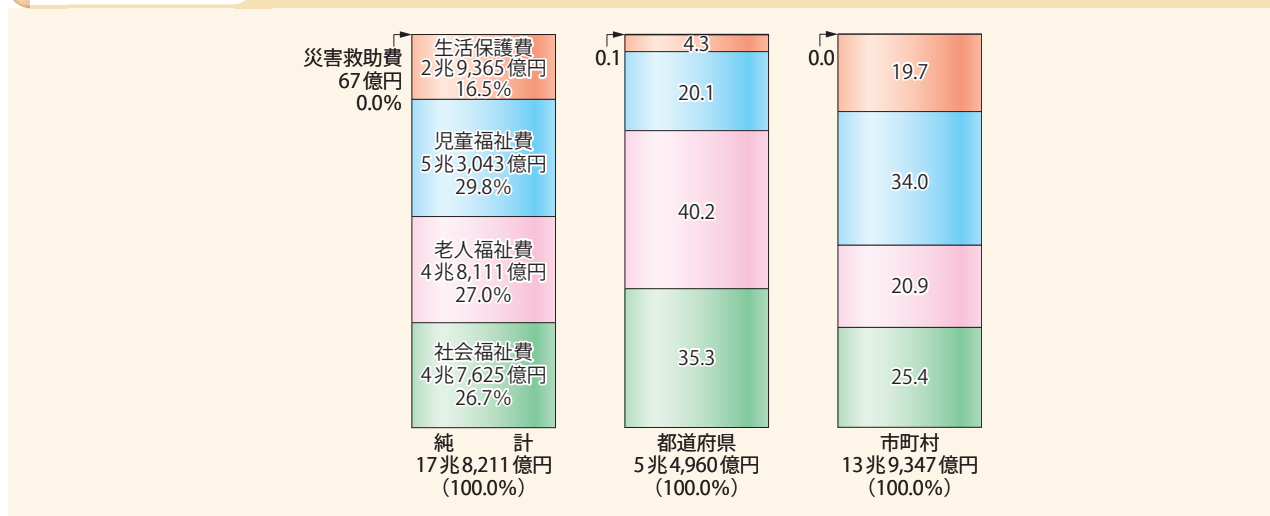 災害救助費
67億円
0.0%
生活保護費
2兆9,365億円
16.5%
児童福祉費
5兆3,043億円
29.8%
老人福祉費
4兆8,111億円
27.0%
社会福祉費
4兆7,625億円
26.7%
純 計
17兆8,211億円
（100.0%）
0.1
4.3
20.1
40.2
35.3
都道府県
5兆4,960億円
（100.0%）
0.0
19.7
34.0
20.9
25.4
市町村
13兆9,347億円
（100.0%）